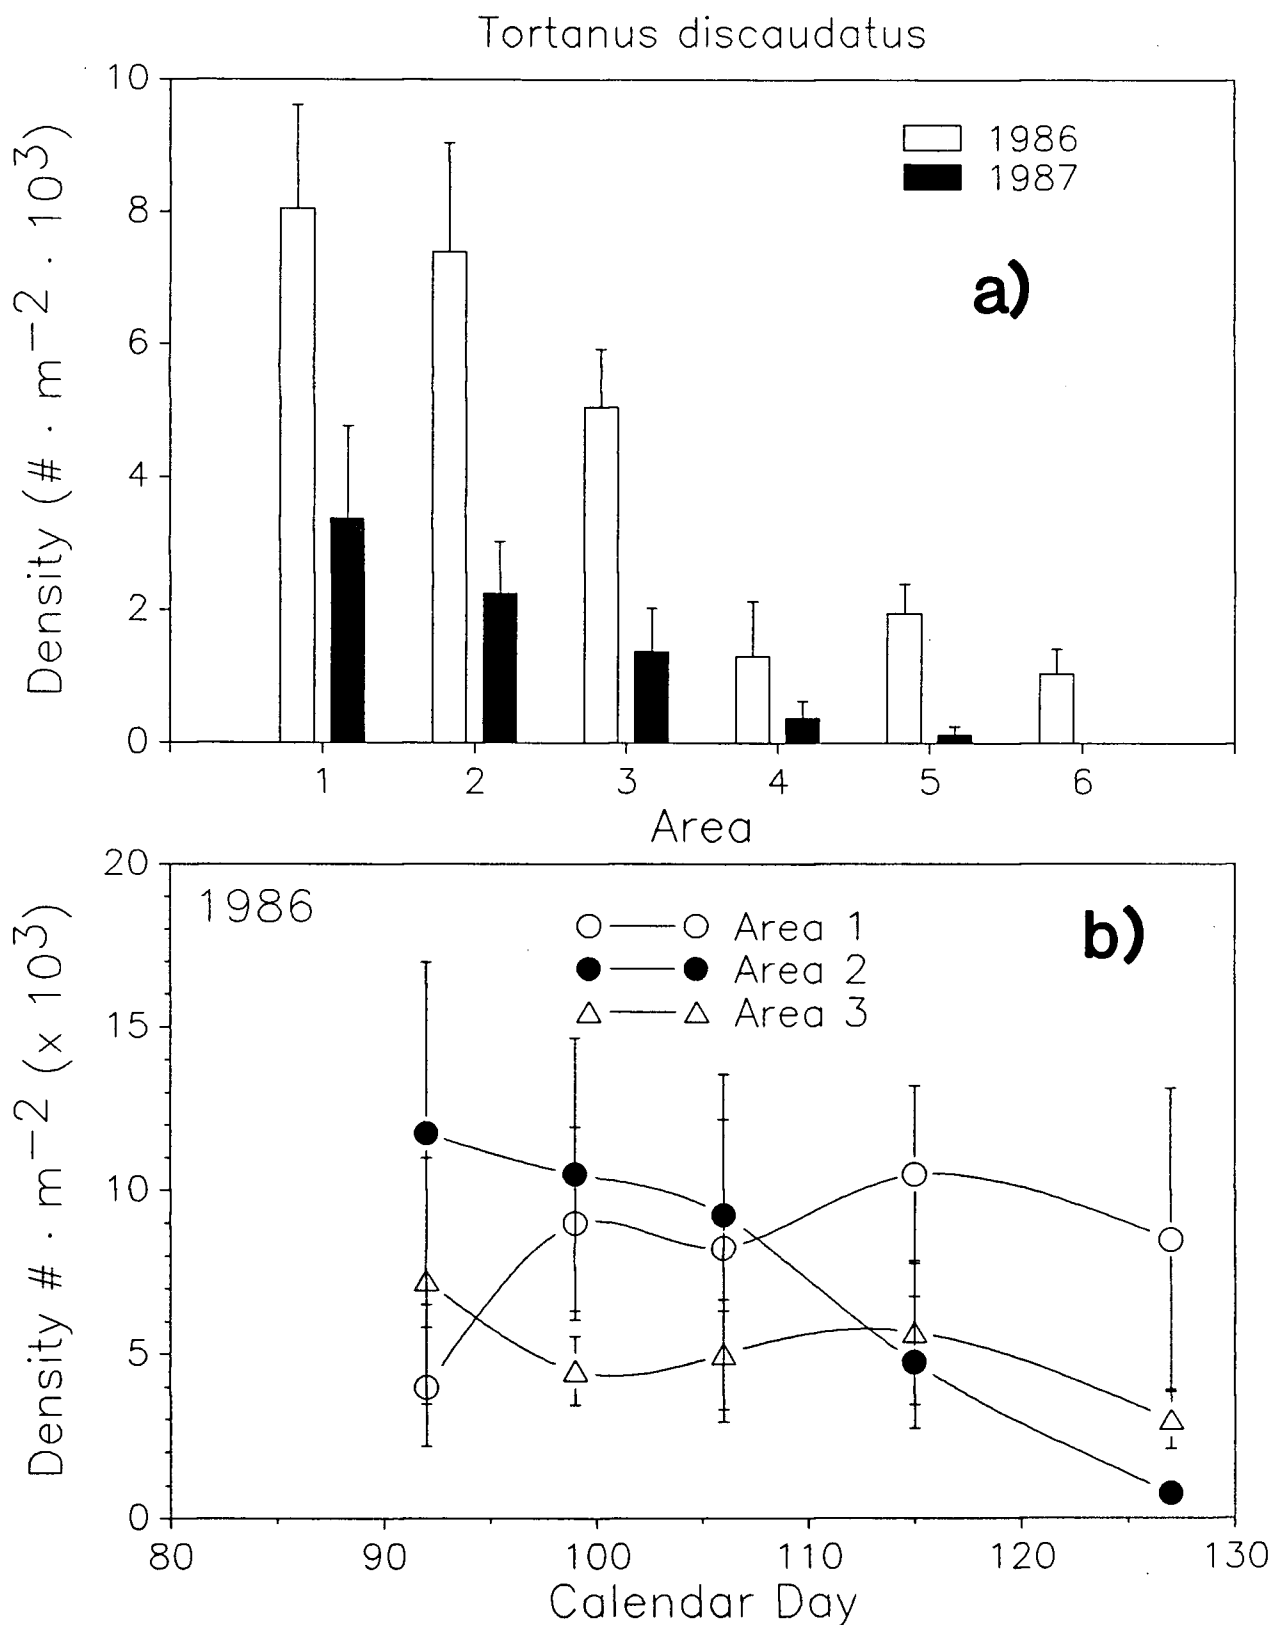 Tortanus discaudatus
Density (# · m⁻² · 10³)
10
8
6
4
2
0
1986
1987
a)
1 2 3 4 5 6
Area
Density # · m⁻² (x 10³)
20
15
10
5
0
1986
Area 1
Area 2
Area 3
b)
80 90 100 110 120 130
Calendar Day